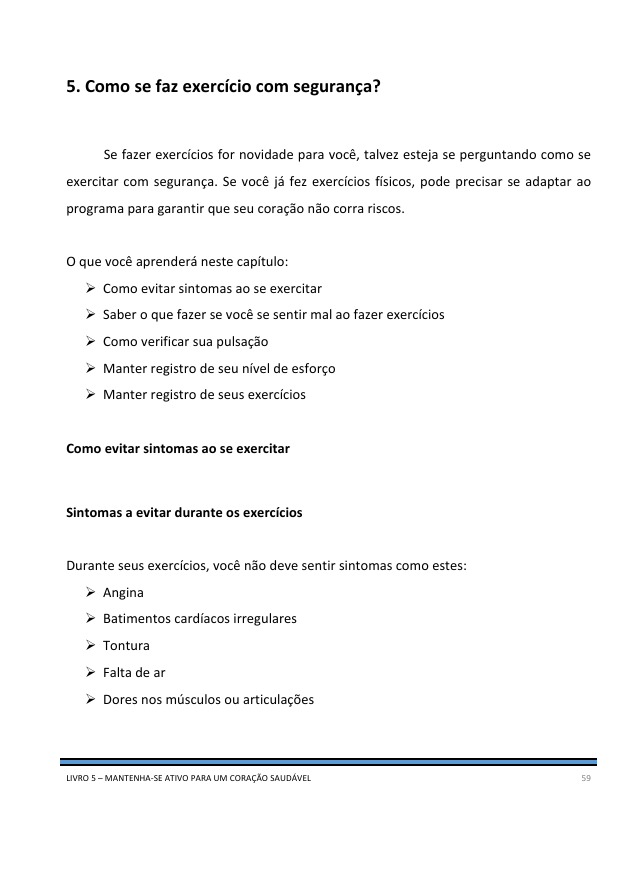 5. Como se faz exercício com segurança?
Se fazer exercícios for novidade para você, talvez esteja se perguntando como se
exercitar com segurança. Se você já fez exercícios físicos, pode precisar se adaptar ao
programa para garantir que seu coração não corra riscos.
O que você aprenderá neste capítulo:
➢ Como evitar sintomas ao se exercitar
➢ Saber o que fazer se você se sentir mal ao fazer exercícios
➢ Como verificar sua pulsação
➢ Manter registro de seu nível de esforço
➢ Manter registro de seus exercícios
Como evitar sintomas ao se exercitar
Sintomas a evitar durante os exercícios
Durante seus exercícios, você não deve sentir sintomas como estes:
➢ Angina
➢ Batimentos cardíacos irregulares
➢ Tontura
➢ Falta de ar
➢ Dores nos músculos ou articulações
LIVRO 5 – MANTENHA-SE ATIVO PARA UM CORAÇÃO SAUDÁVEL 59